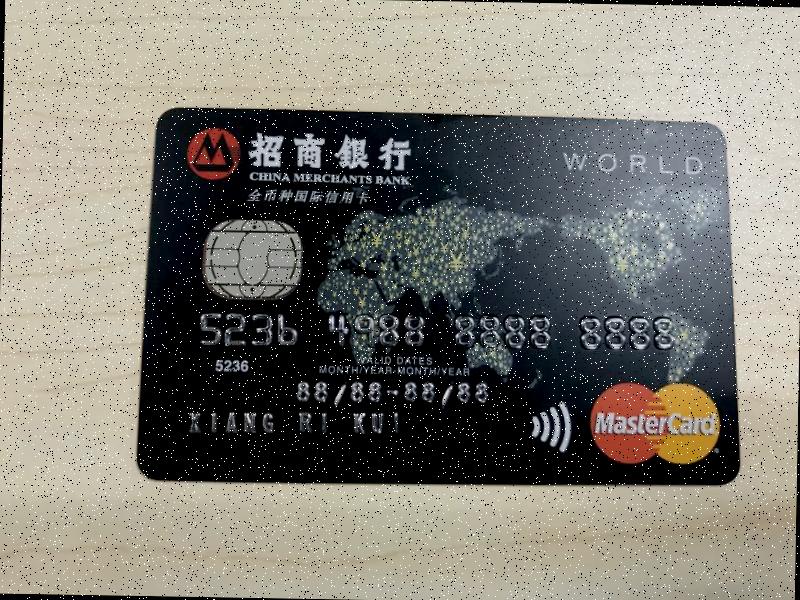 招商銀行
CHINA MERCHANTS BANK
全币种国际信用卡
WORLD
5236 4988 8888 8888
5236
VALID DATES
MONTH/YEAR-MONTH/YEAR
88/88-88/88
XIANG RI KUI
MasterCard